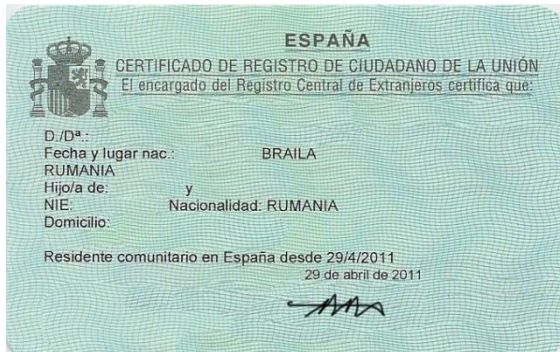 ESPAÑA
CERTIFICADO DE REGISTRO DE CIUDADANO DE LA UNIÓN
El encargado del Registro Central de Extranjeros certifica que:
D./Dª.:
Fecha y lugar nac.: BRAILA
RUMANIA
Hijo/a de: y
NIE: Nacionalidad: RUMANIA
Domicilio:
Residente comunitario en España desde 29/4/2011
29 de abril de 2011